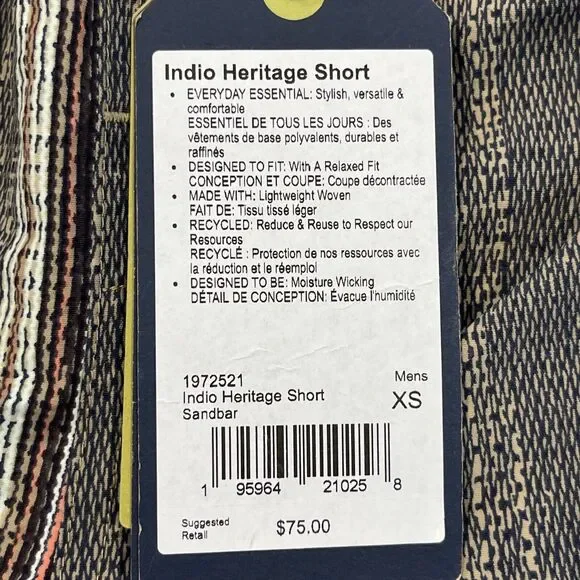 Indio Heritage Short
• EVERYDAY ESSENTIAL: Stylish, versatile &
comfortable
ESSENTIEL DE TOUS LES JOURS : Des
vêtements de base polyvalents, durables et
raffinés
• DESIGNED TO FIT: With A Relaxed Fit
CONCEPTION ET COUPE: Coupe décontractée
• MADE WITH: Lightweight Woven
FAIT DE: Tissu tissé léger
• RECYCLED: Reduce & Reuse to Respect our
Resources
RECYCLÉ : Protection de nos ressources avec
la réduction et le réemploi
• DESIGNED TO BE: Moisture Wicking
DÉTAIL DE CONCEPTION: Évacue l'humidité
1972521
Indio Heritage Short
Sandbar
Mens
XS
1 95964 21025 8
Suggested
Retail
$75.00